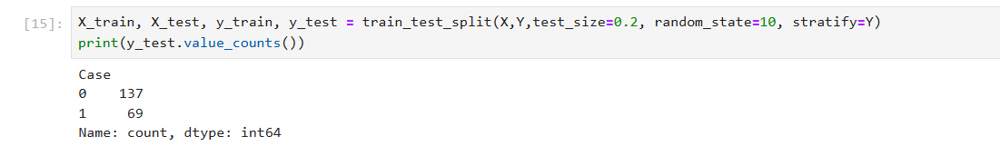 [15]: X_train, X_test, y_train, y_test = train_test_split(X,Y,test_size=0.2, random_state=10, stratify=Y)
print(y_test.value_counts())
Case
0    137
1     69
Name: count, dtype: int64